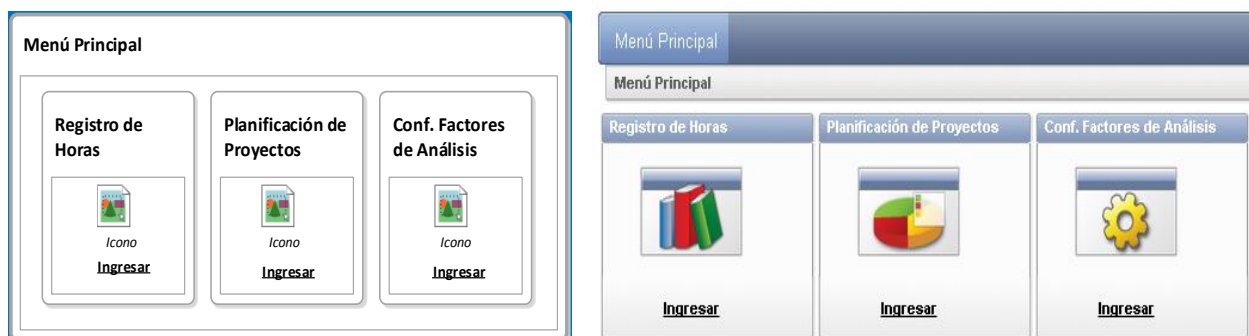 Menú Principal
Registro de
Horas
Icono
Ingresar
Planificación de
Proyectos
Icono
Ingresar
Conf. Factores
de Análisis
Icono
Ingresar
Menú Principal
Menú Principal
Registro de Horas
Ingresar
Planificación de Proyectos
Ingresar
Conf. Factores de Análisis
Ingresar